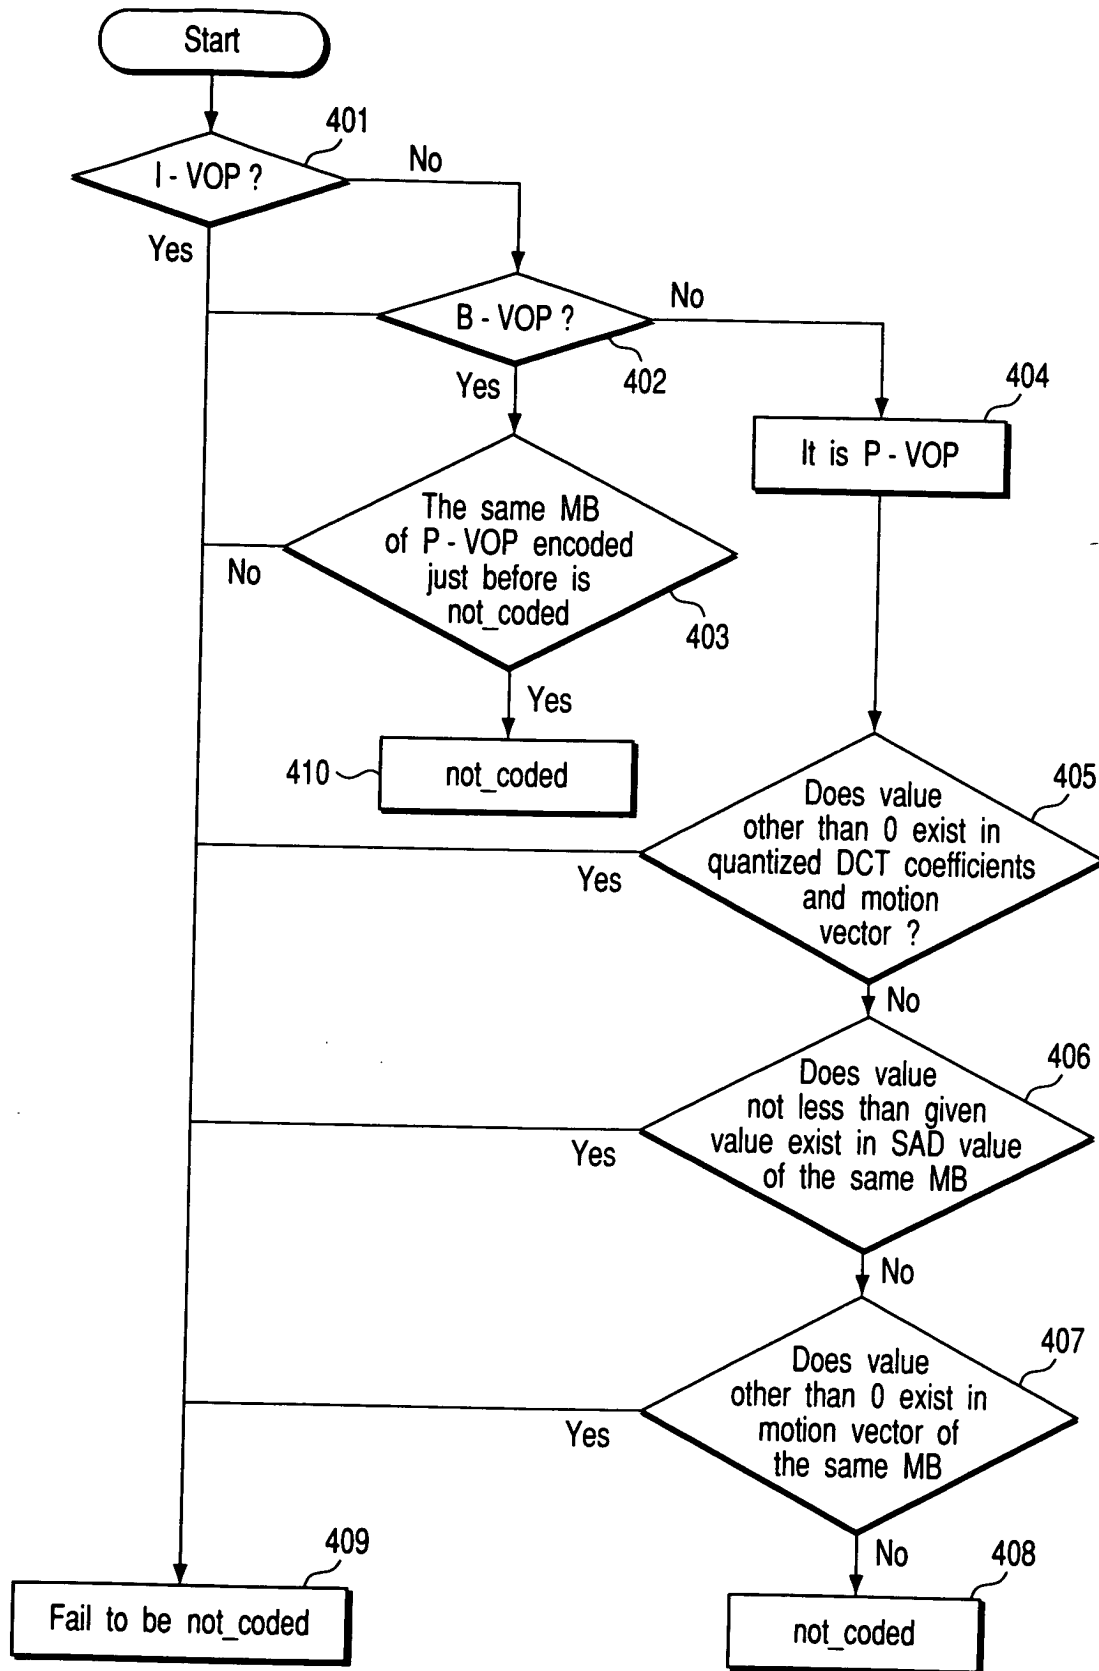 Start
401
I - VOP ?
No
Yes
B - VOP ?
No
402
Yes
404
It is P - VOP
The same MB
of P - VOP encoded
just before is
not_coded
No
403
Yes
410
not_coded
405
Does value
other than 0 exist in
quantized DCT coefficients
and motion
vector ?
Yes
No
406
Does value
not less than given
value exist in SAD value
of the same MB
Yes
No
407
Does value
other than 0 exist in
motion vector of
the same MB
Yes
No
409
Fail to be not_coded
408
not_coded